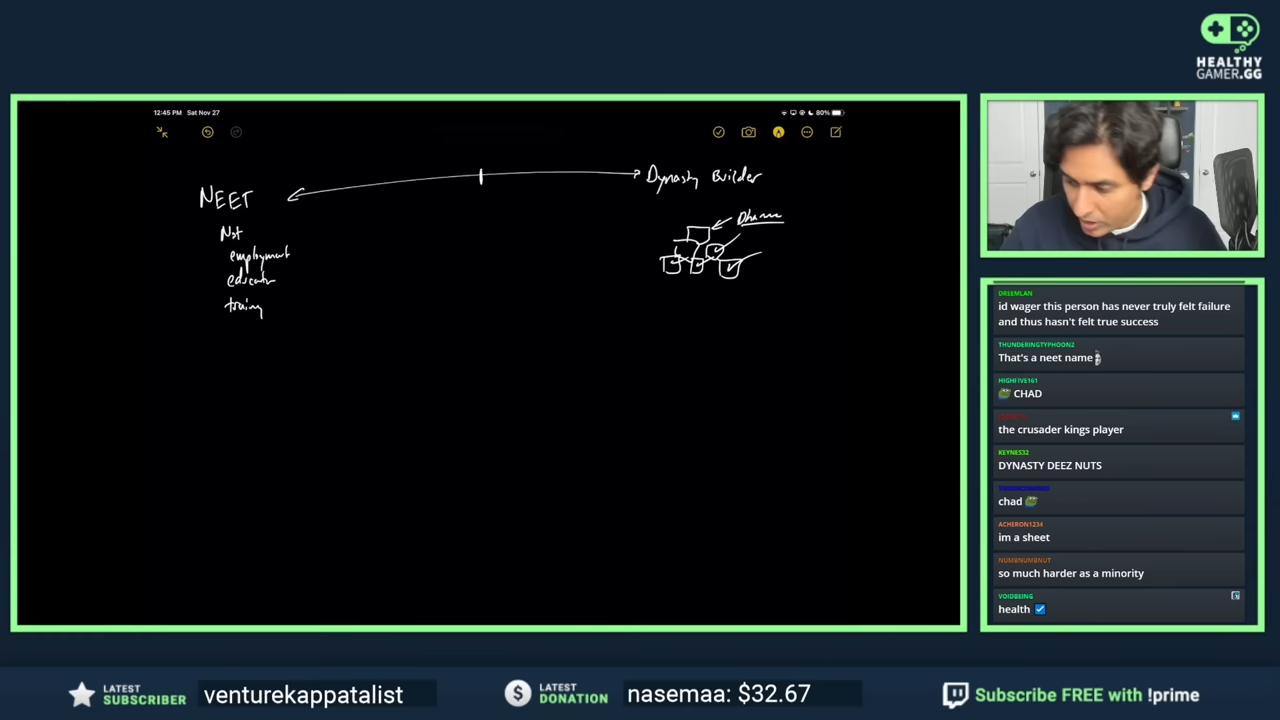 HEALTHY
GAMER.GG
12:45 PM Sat Nov 27
80%
Dynasty Builder
NEET
Not
employment
education
training
Dharma
DREEMLAN
id wager this person has never truly felt failure
and thus hasn't felt true success
THUNDERINGTYPHOON2
That's a neet name
HIGHFIVE161
CHAD
the crusader kings player
KEYNES32
DYNASTY DEEZ NUTS
chad
ACHERON1234
im a sheet
NUMBNUMBNUT
so much harder as a minority
VOIDBEING
health
LATEST
SUBSCRIBER
venturekappatalist
LATEST
DONATION
nasemaa: $32.67
Subscribe FREE with !prime